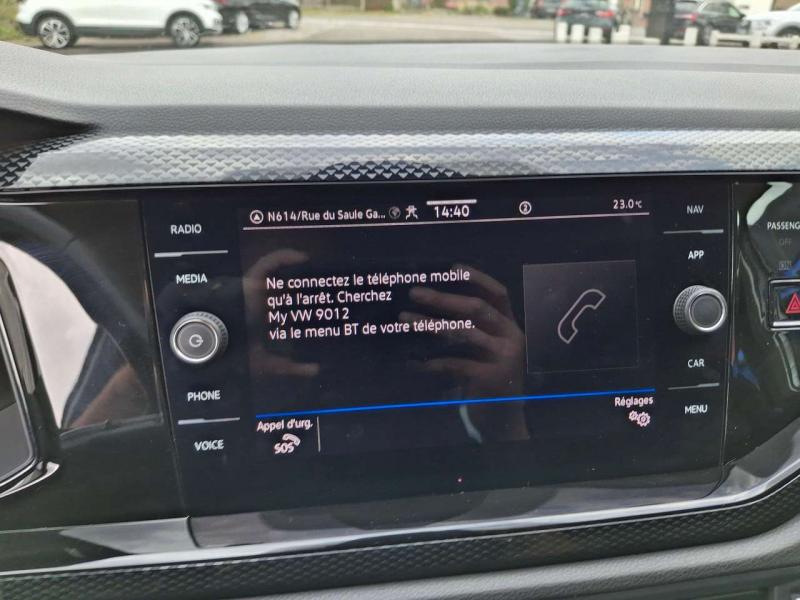 N614/Rue du Saule Ga... 14:40 2 23.0°C
RADIO
MEDIA
PHONE
VOICE
Ne connectez le téléphone mobile
qu'à l'arrêt. Cherchez
My VW 9012
via le menu BT de votre téléphone.
Appel d'urg.
SOS
Réglages
NAV
APP
CAR
MENU
PASSENG
OFF
ON